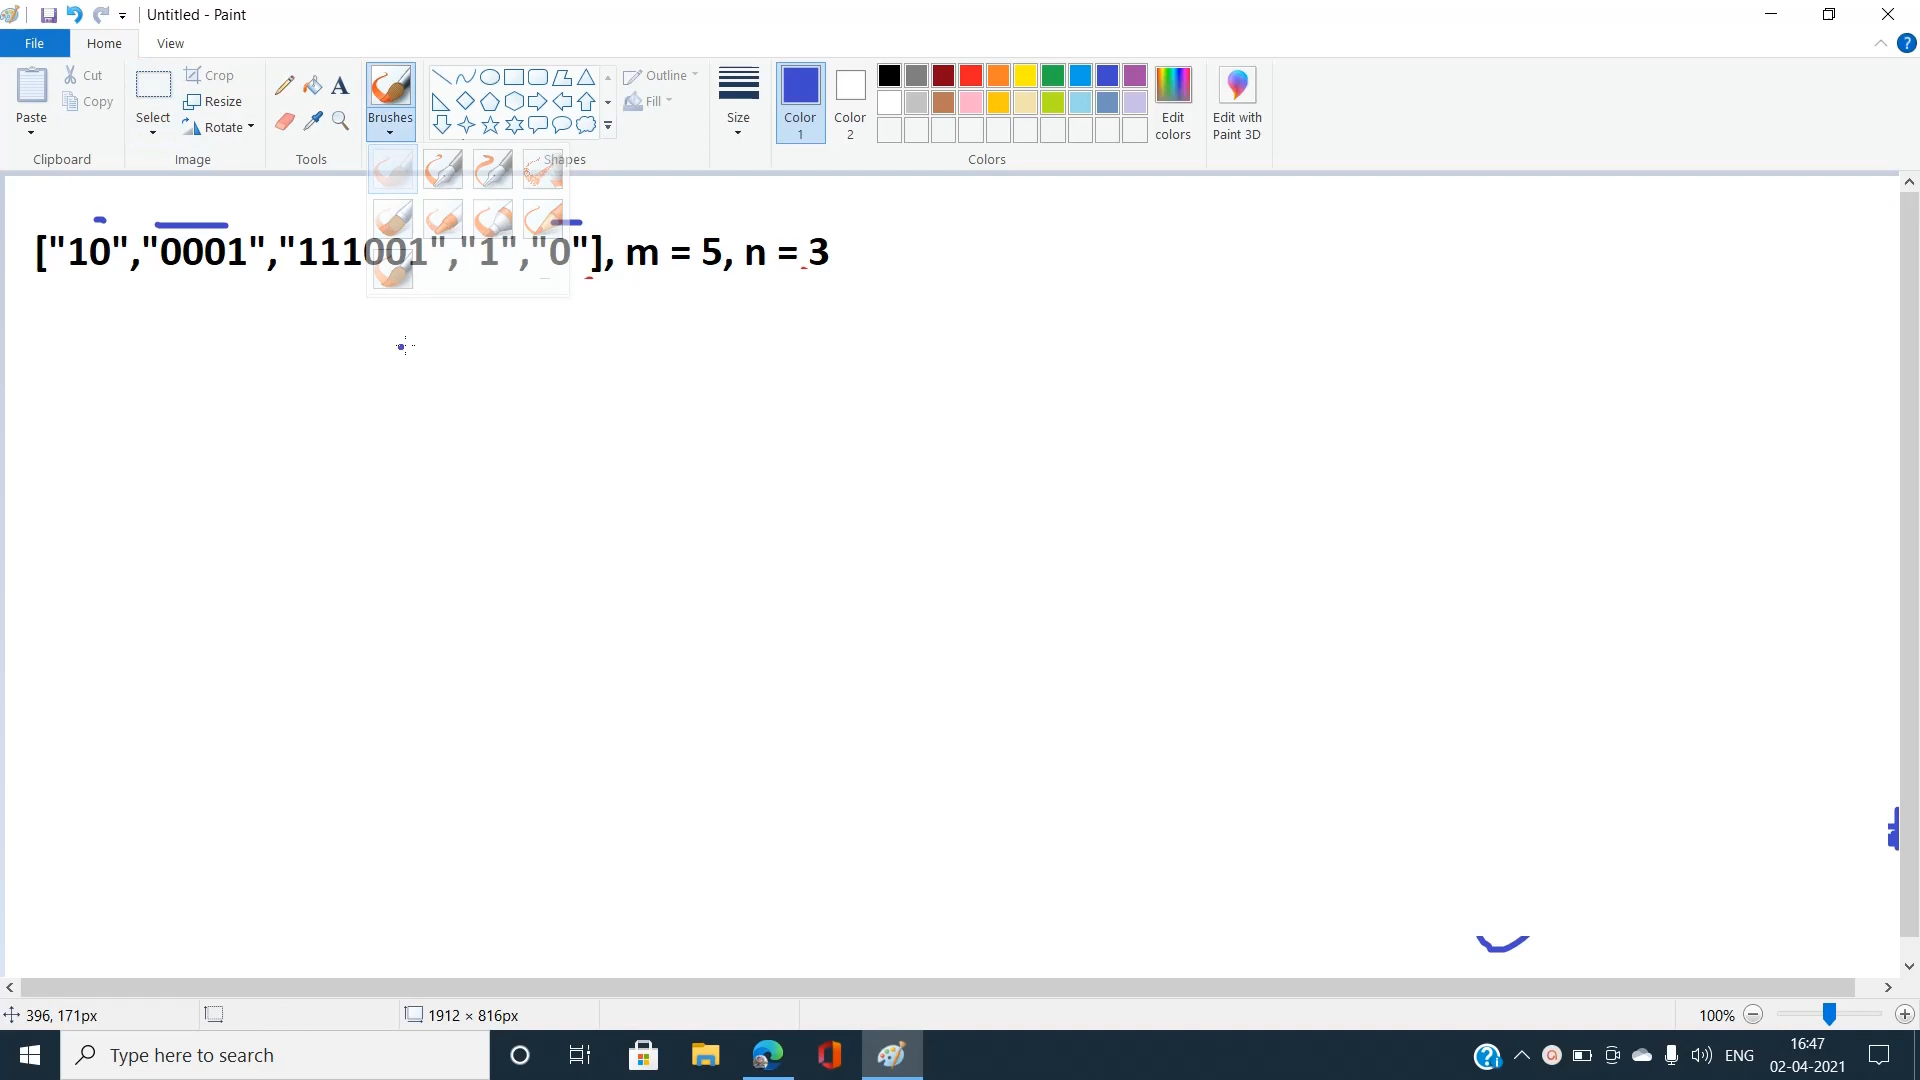 Untitled - Paint
File Home View
Paste
Cut
Copy
Clipboard
Select
Crop
Resize
Rotate
Image
Tools
Brushes
Shapes
Outline
Fill
Size
Color 1
Color 2
Colors
Edit colors
Edit with Paint 3D
["10","0001","111001","1","0"], m = 5, n = 3
396, 171px
1912 × 816px
100%
Type here to search
ENG
16:47
02-04-2021